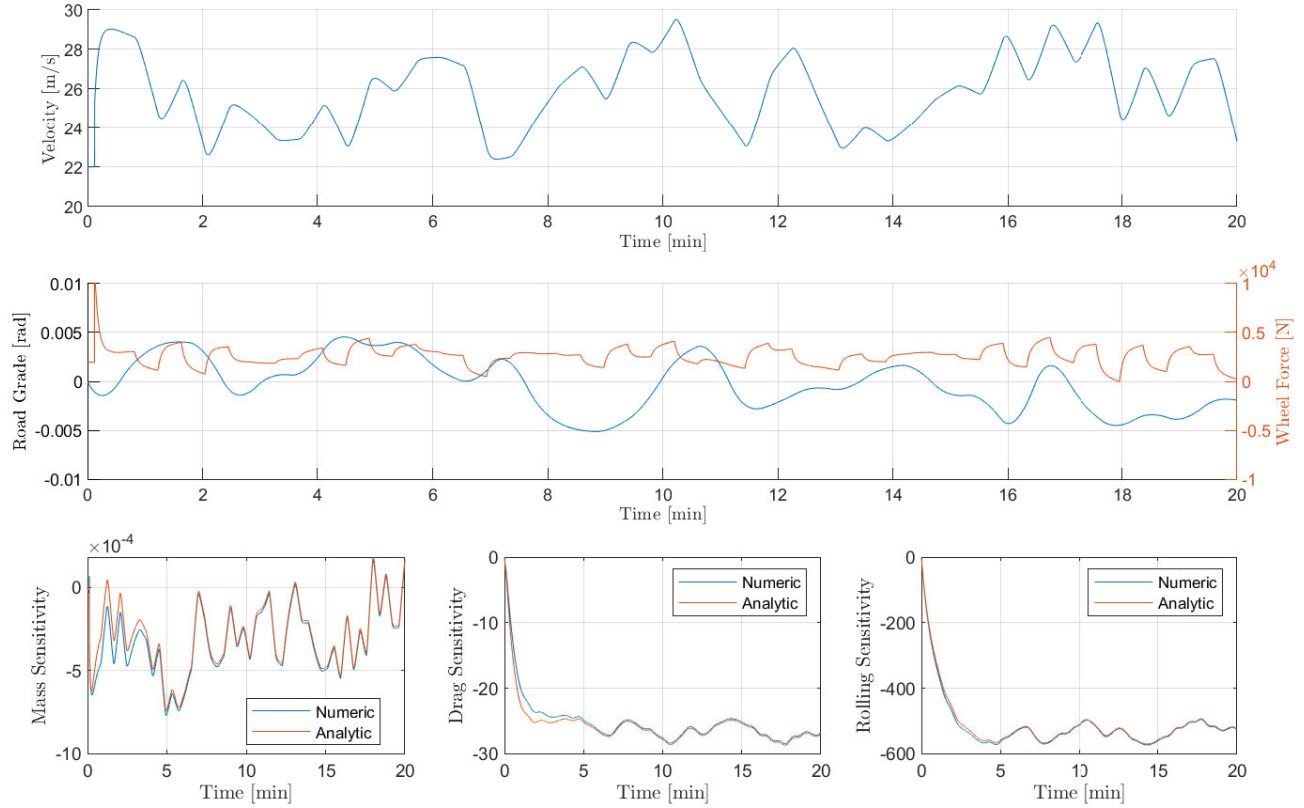 30
28
26
24
22
20
Velocity [m/s]
0 2 4 6 8 10 12 14 16 18 20
Time [min]
×10^4
0.01 1
0.005 0.5
0 0
-0.005 -0.5
-0.01 -1
Road Grade [rad]
Wheel Force [N]
0 2 4 6 8 10 12 14 16 18 20
Time [min]
×10^-4
0
-5
-10
Mass Sensitivity
Numeric
Analytic
0 5 10 15 20
Time [min]
0
-10
-20
-30
Drag Sensitivity
Numeric
Analytic
0 5 10 15 20
Time [min]
0
-200
-400
-600
Rolling Sensitivity
Numeric
Analytic
0 5 10 15 20
Time [min]